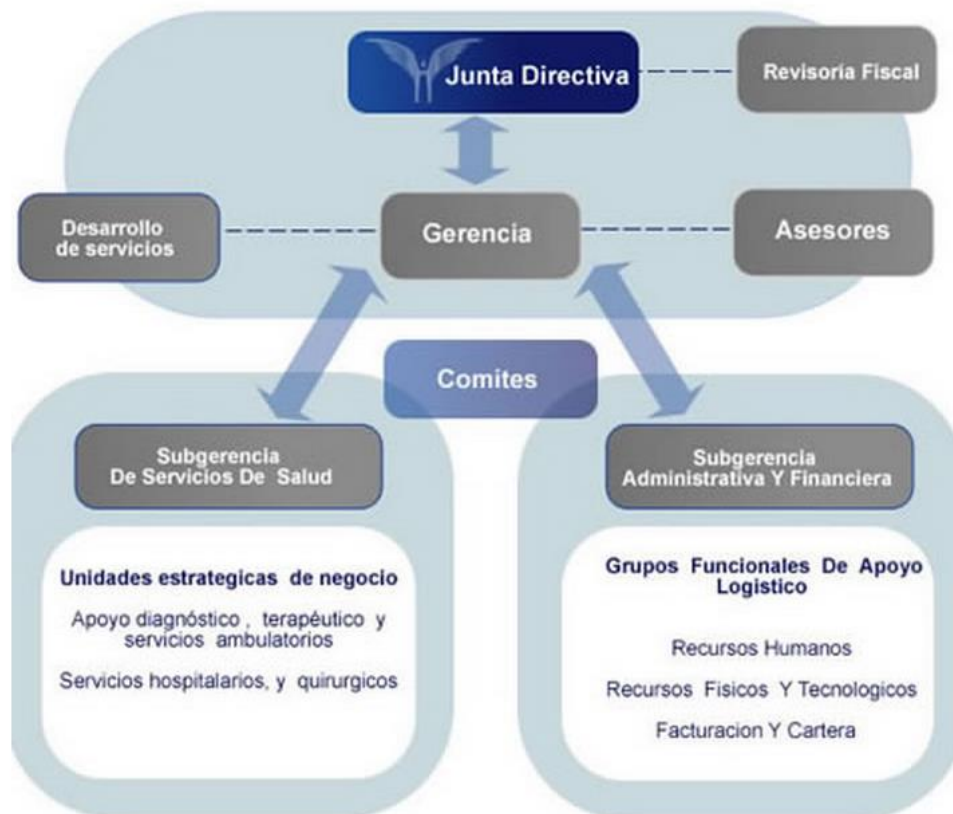 Junta Directiva
Revisoría Fiscal
Desarrollo
de servicios
Gerencia
Asesores
Comites
Subgerencia
De Servicios De Salud
Unidades estrategicas de negocio
Apoyo diagnóstico , terapéutico y
servicios ambulatorios
Servicios hospitalarios, y quirurgicos
Subgerencia
Administrativa Y Financiera
Grupos Funcionales De Apoyo
Logistico
Recursos Humanos
Recursos Fisicos Y Tecnologicos
Facturacion Y Cartera